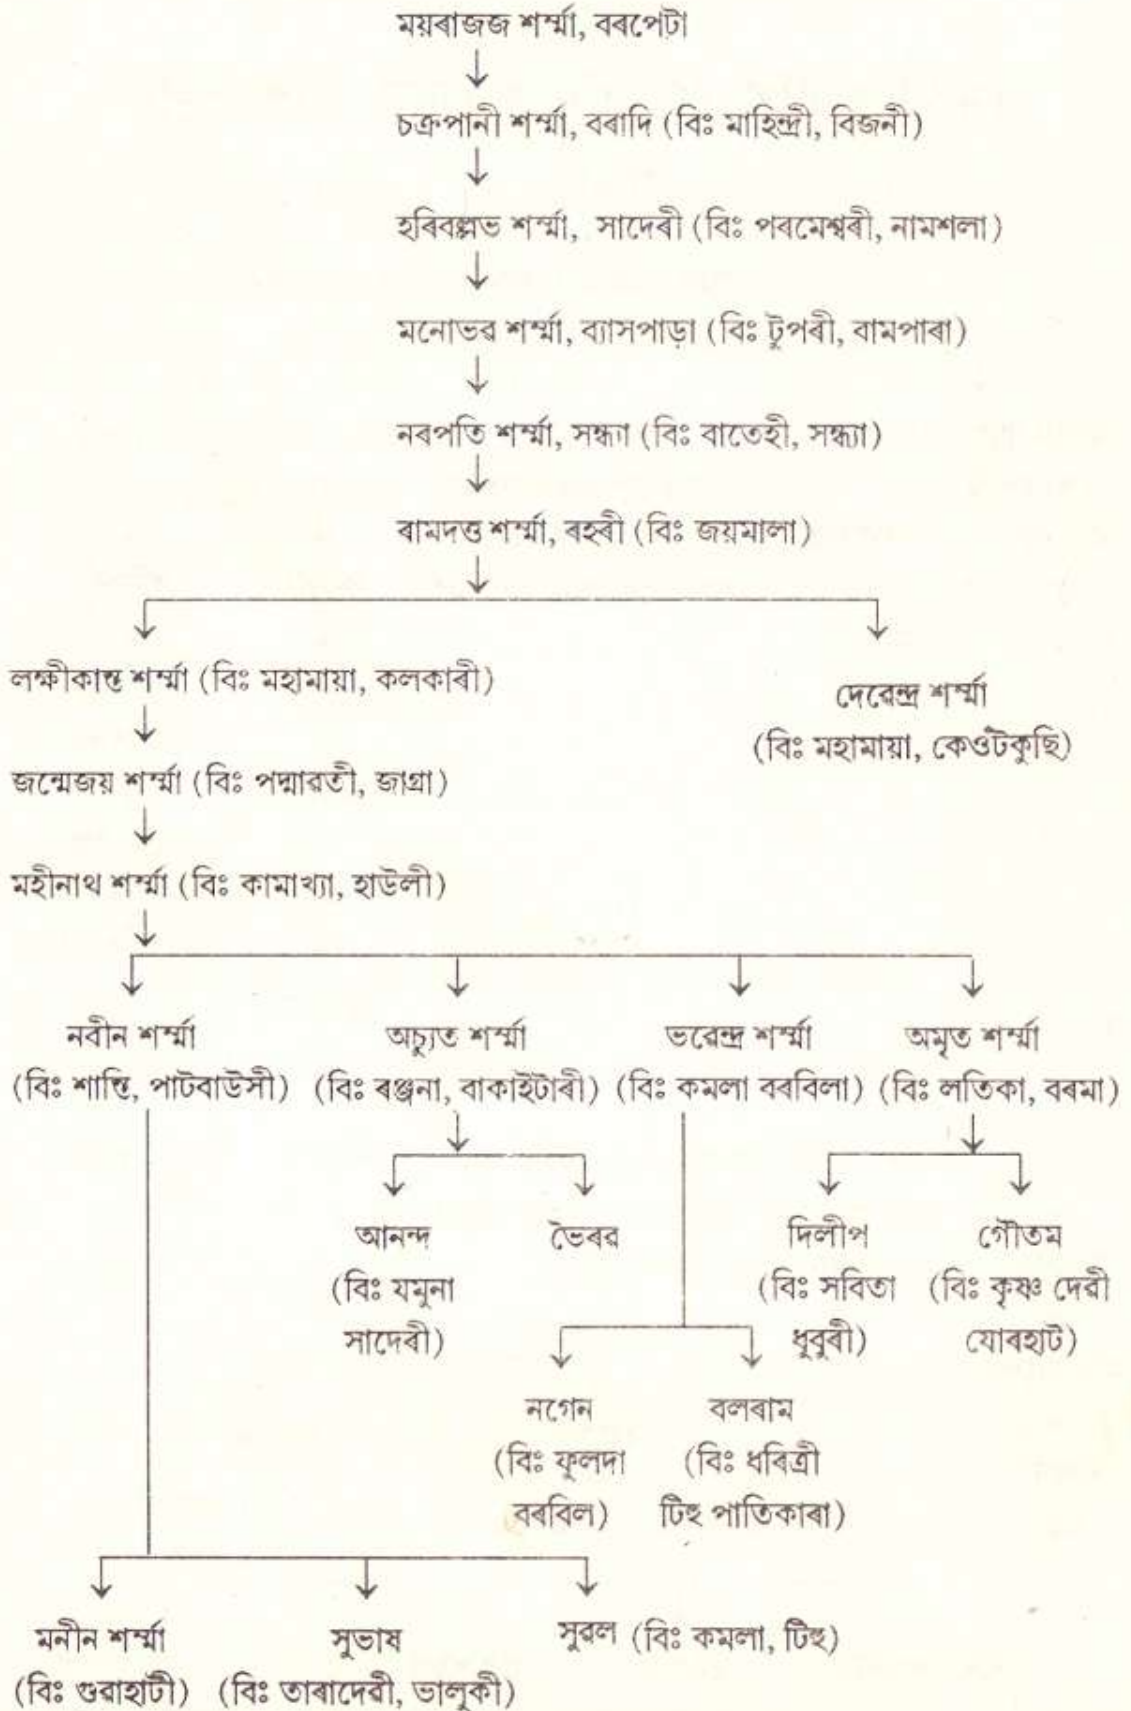 ময়ৰাজজ শৰ্ম্মা, বৰপেটা
চক্রপানী শৰ্ম্মা, বৰাদি (বিঃ মাহিন্দ্ৰী, বিজনী)
হৰিবল্লভ শৰ্ম্মা, সাদেৰী (বিঃ পৰমেশ্বৰী, নামশলা)
মনোভৱ শৰ্ম্মা, ব্যাসপাড়া (বিঃ টুপৰী, বামপাৰা)
নৰপতি শৰ্ম্মা, সন্ধ্যা (বিঃ বাতেহী, সন্ধ্যা)
ৰামদত্ত শৰ্ম্মা, ৰহৰী (বিঃ জয়মালা)
লক্ষীকান্ত শৰ্ম্মা (বিঃ মহামায়া, কলকাৰী)
দেৱেন্দ্ৰ শৰ্ম্মা
(বিঃ মহামায়া, কেওটকুছি)
জন্মেজয় শৰ্ম্মা (বিঃ পদ্মাৱতী, জাগ্ৰা)
মহীনাথ শৰ্ম্মা (বিঃ কামাখ্যা, হাউলী)
নবীন শৰ্ম্মা অচ্যুত শৰ্ম্মা ভৱেন্দ্ৰ শৰ্ম্মা অমৃত শৰ্ম্মা
(বিঃ শান্তি, পাটবাউসী) (বিঃ ৰঞ্জনা, বাকাইটাৰী) (বিঃ কমলা বৰবিলা) (বিঃ লতিকা, বৰমা)
আনন্দ ভৈৰৱ দিলীপ গৌতম
(বিঃ যমুনা (বিঃ সবিতা (বিঃ কৃষ্ণ দেৱী
সাদেৰী) ধুবুৰী) যোৰহাট)
নগেন বলৰাম
(বিঃ ফুলদা (বিঃ ধৰিত্ৰী
বৰবিল) টিহু পাতিকাৰা)
মনীন শৰ্ম্মা সুভাষ সুৱল (বিঃ কমলা, টিহু)
(বিঃ গুৱাহাটী) (বিঃ তাৰাদেৱী, ভালুকী)